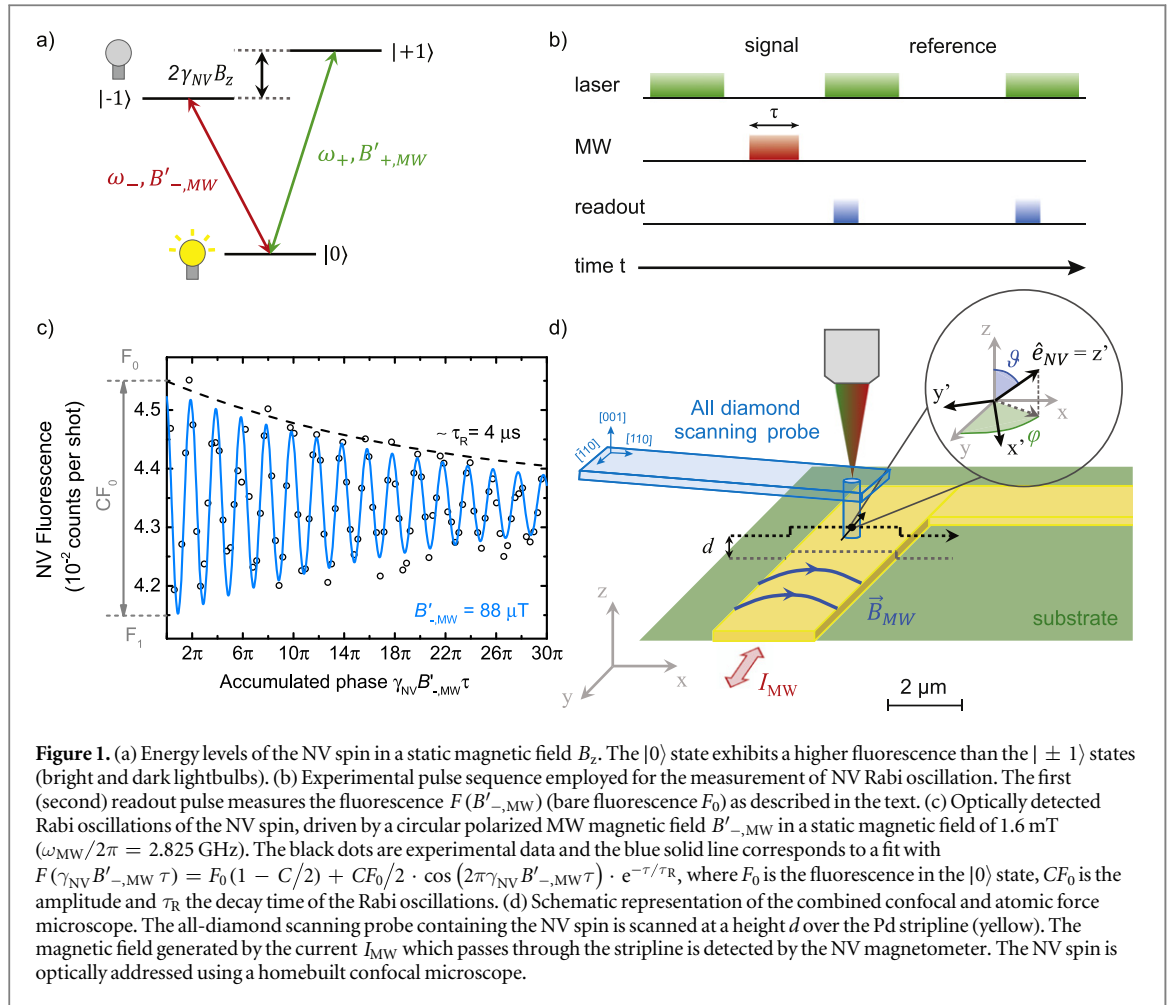 a)
|+1⟩
2γ_NV B_z
|-1⟩
ω_+, B'_+,MW
ω_−, B'_−,MW
|0⟩
b)
signal reference
laser
τ
MW
readout
time t
c)
F₀
4.5
~ τ_R = 4 µs
4.4
CF₀
4.3
4.2
F₁
B'_-,MW = 88 µT
NV Fluorescence
(10⁻² counts per shot)
2π 6π 10π 14π 18π 22π 26π 30π
Accumulated phase γ_NV B'_-,MW τ
d)
z
ϑ
ê_NV = z'
y'
x
y
x'
φ
All diamond
scanning probe
[001]
[1̄10]
[110]
d
B⃗_MW
substrate
z
x
y
I_MW
2 µm
Figure 1. (a) Energy levels of the NV spin in a static magnetic field B_z. The |0⟩ state exhibits a higher fluorescence than the | ± 1⟩ states
(bright and dark lightbulbs). (b) Experimental pulse sequence employed for the measurement of NV Rabi oscillation. The first
(second) readout pulse measures the fluorescence F (B'_−,MW) (bare fluorescence F₀) as described in the text. (c) Optically detected
Rabi oscillations of the NV spin, driven by a circular polarized MW magnetic field B'_−,MW in a static magnetic field of 1.6 mT
(ω_MW/2π = 2.825 GHz). The black dots are experimental data and the blue solid line corresponds to a fit with
F (γ_NV B'_−,MW τ) = F₀ (1 − C/2) + CF₀/2 · cos (2πγ_NV B'_−,MW τ) · e^(−τ/τ_R), where F₀ is the fluorescence in the |0⟩ state, CF₀ is the
amplitude and τ_R the decay time of the Rabi oscillations. (d) Schematic representation of the combined confocal and atomic force
microscope. The all-diamond scanning probe containing the NV spin is scanned at a height d over the Pd stripline (yellow). The
magnetic field generated by the current I_MW which passes through the stripline is detected by the NV magnetometer. The NV spin is
optically addressed using a homebuilt confocal microscope.